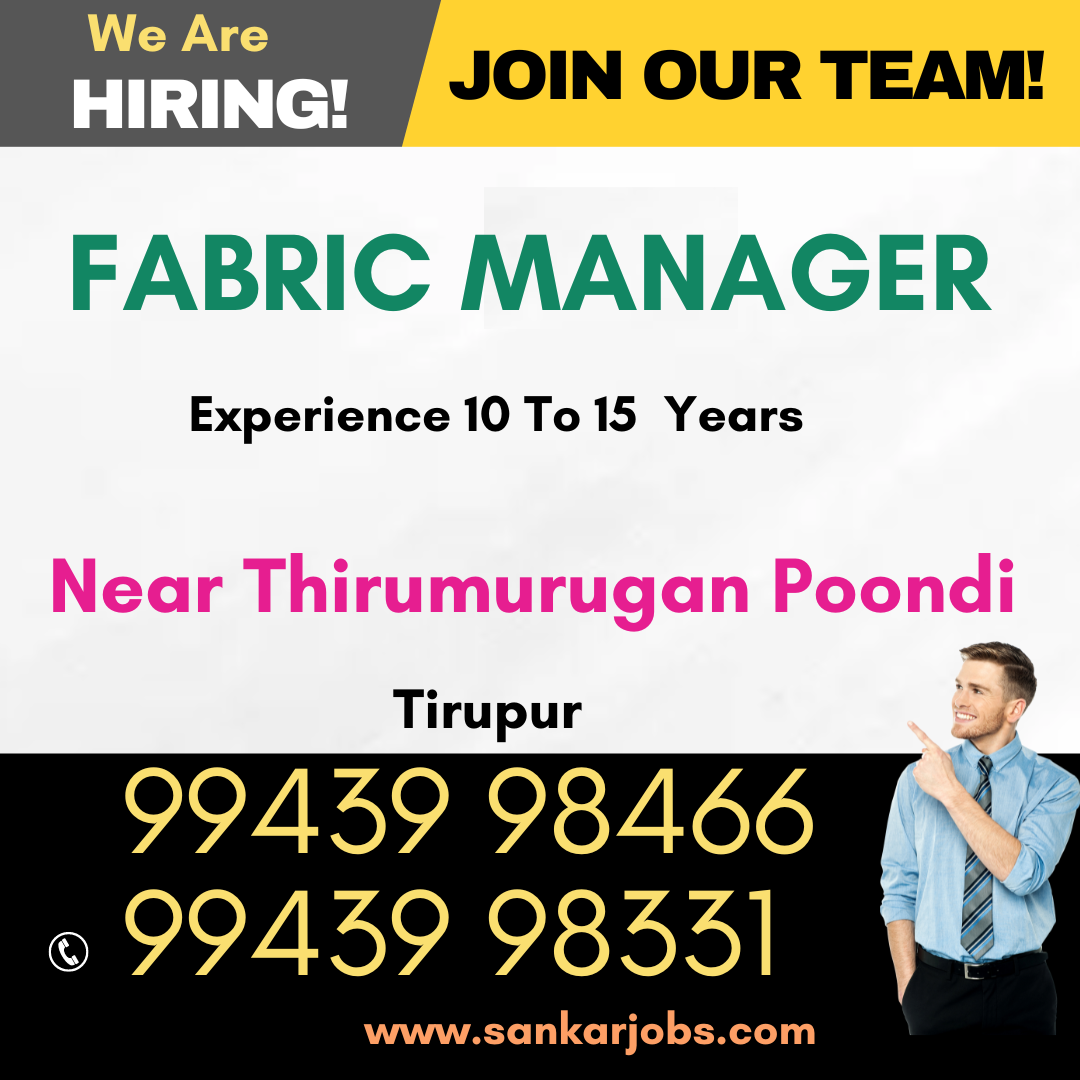 We Are
HIRING!
JOIN OUR TEAM!
FABRIC MANAGER
Experience 10 To 15 Years
Near Thirumurugan Poondi
Tirupur
99439 98466
99439 98331
www.sankarjobs.com